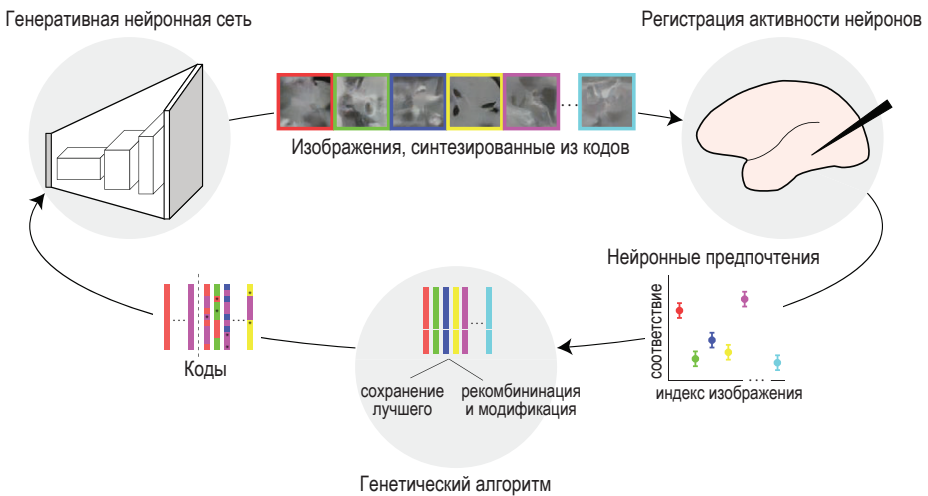 Генеративная нейронная сеть
Регистрация активности нейронов
Изображения, синтезированные из кодов
Нейронные предпочтения
соответствие
индекс изображения
Коды
сохранение
лучшего
рекомбининация
и модификация
Генетический алгоритм